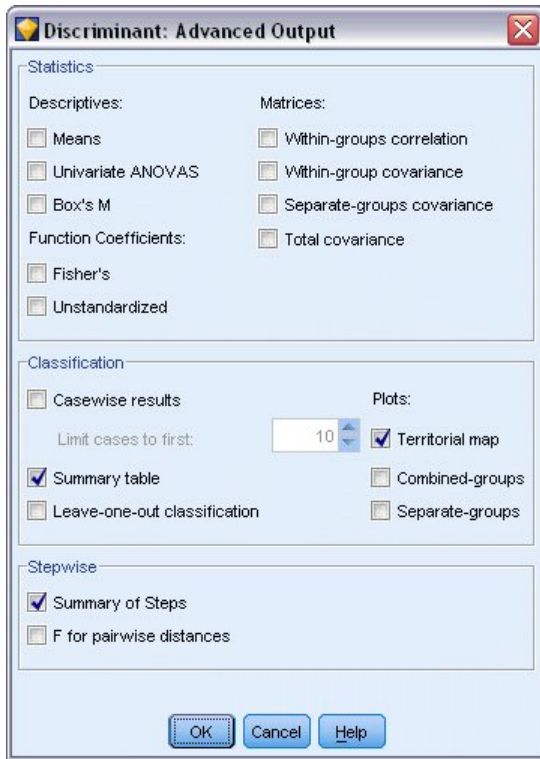 Discriminant: Advanced Output
Statistics
Descriptives:
Means
Univariate ANOVAS
Box's M
Function Coefficients:
Fisher's
Unstandardized
Matrices:
Within-groups correlation
Within-group covariance
Separate-groups covariance
Total covariance
Classification
Casewise results
Limit cases to first: 10
Summary table
Leave-one-out classification
Plots:
Territorial map
Combined-groups
Separate-groups
Stepwise
Summary of Steps
F for pairwise distances
OK Cancel Help